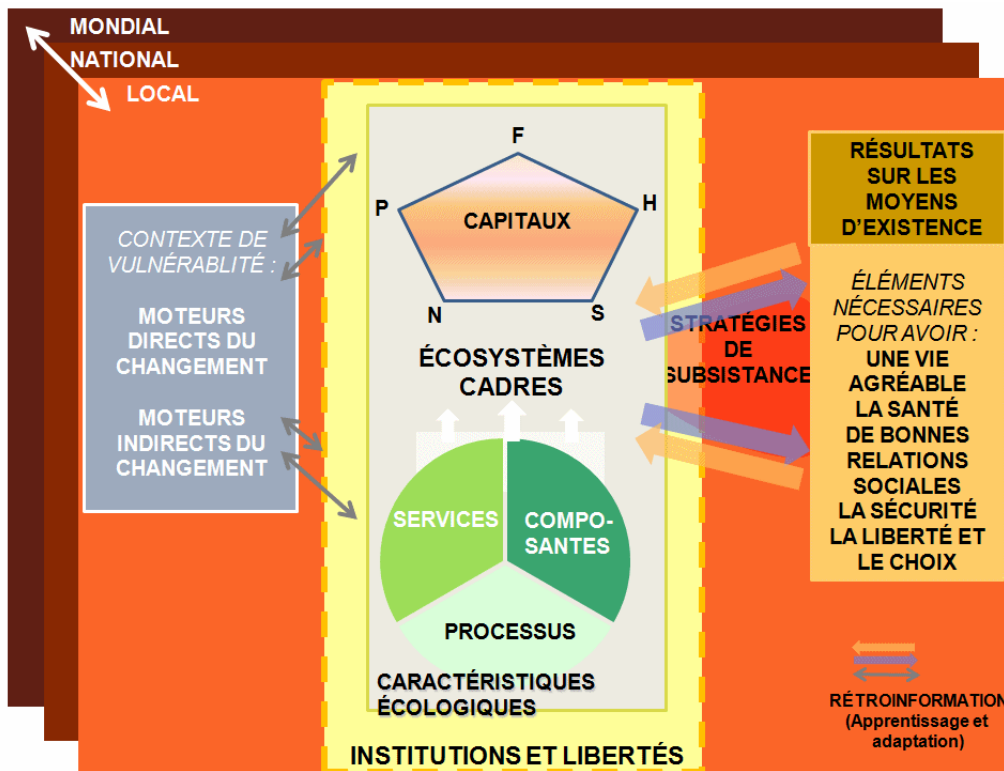 MONDIAL
NATIONAL
LOCAL
CONTEXTE DE
VULNÉRABLITÉ :
MOTEURS
DIRECTS DU
CHANGEMENT
MOTEURS
INDIRECTS DU
CHANGEMENT
F
P
H
CAPITAUX
N
S
ÉCOSYSTÈMES
CADRES
SERVICES
COMPO-
SANTES
PROCESSUS
CARACTÉRISTIQUES
ÉCOLOGIQUES
INSTITUTIONS ET LIBERTÉS
STRATÉGIES
DE
SUBSISTANCE
RÉSULTATS
SUR LES
MOYENS
D'EXISTENCE
ÉLÉMENTS
NÉCESSAIRES
POUR AVOIR :
UNE VIE
AGRÉABLE
LA SANTÉ
DE BONNES
RELATIONS
SOCIALES
LA SÉCURITÉ
LA LIBERTÉ ET
LE CHOIX
RÉTROINFORMATION
(Apprentissage et
adaptation)